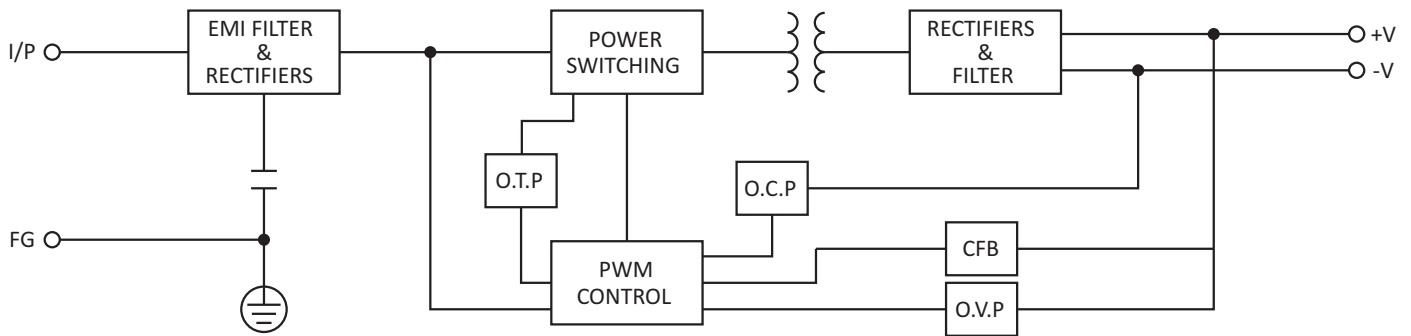 I/P
EMI FILTER
&
RECTIFIERS
POWER
SWITCHING
RECTIFIERS
&
FILTER
+V
-V
O.T.P
O.C.P
FG
PWM
CONTROL
CFB
O.V.P